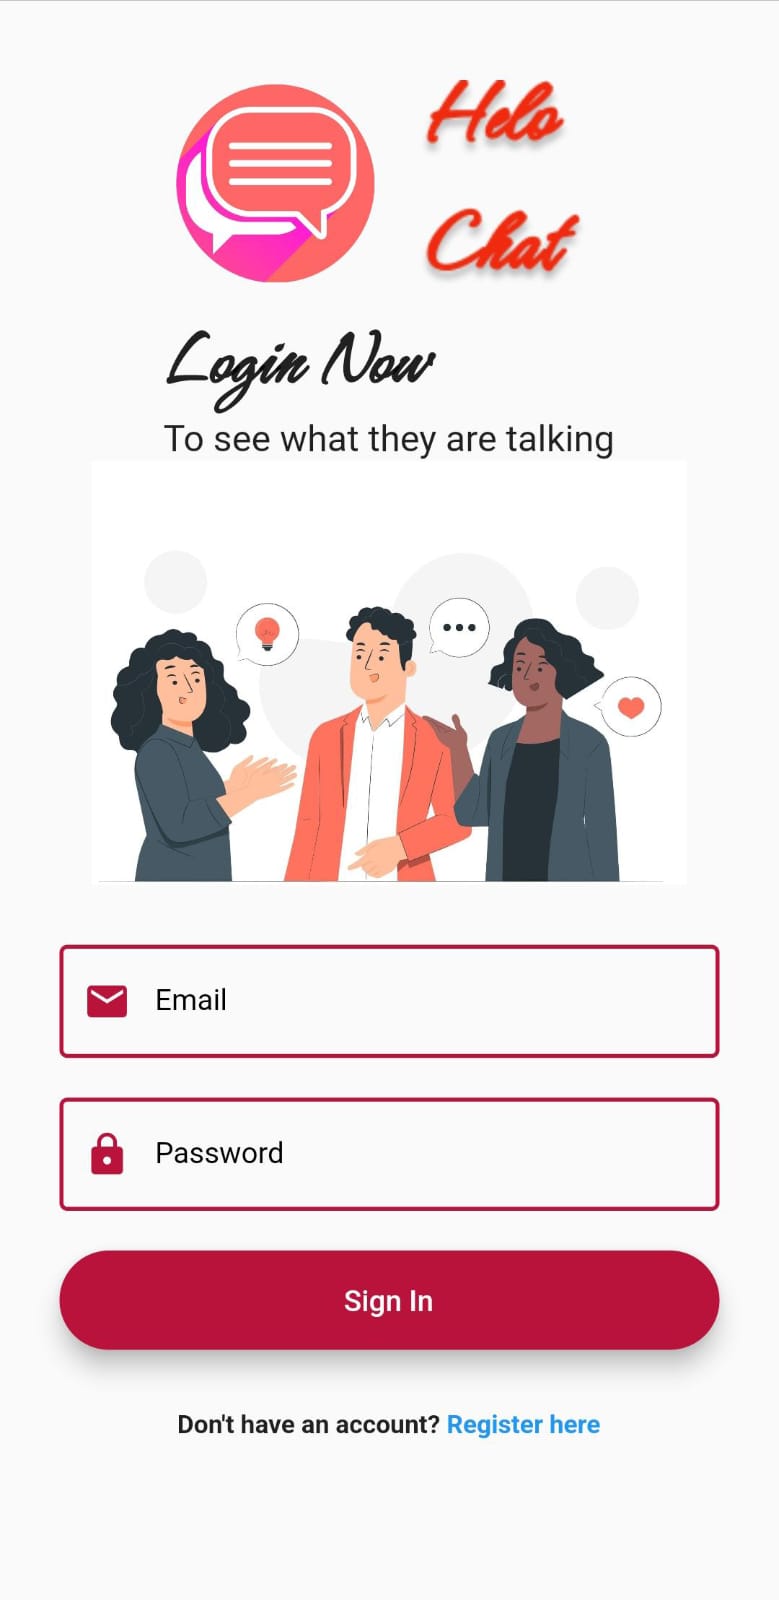 Helo
Chat
Login Now
To see what they are talking
Email
Password
Sign In
Don't have an account? Register here